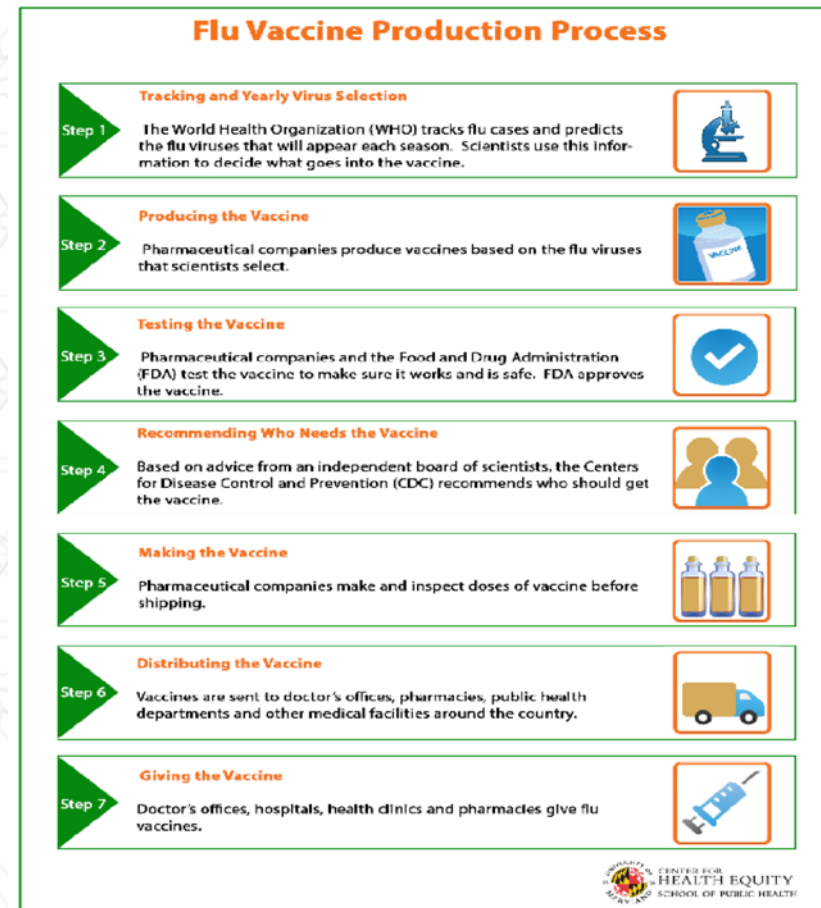 Flu Vaccine Production Process
Step 1
Tracking and Yearly Virus Selection
The World Health Organization (WHO) tracks flu cases and predicts
the flu viruses that will appear each season. Scientists use this infor-
mation to decide what goes into the vaccine.
Step 2
Producing the Vaccine
Pharmaceutical companies produce vaccines based on the flu viruses
that scientists select.
VACCINE
Step 3
Testing the Vaccine
Pharmaceutical companies and the Food and Drug Administration
(FDA) test the vaccine to make sure it works and is safe. FDA approves
the vaccine.
Step 4
Recommending Who Needs the Vaccine
Based on advice from an independent board of scientists, the Centers
for Disease Control and Prevention (CDC) recommends who should get
the vaccine.
Step 5
Making the Vaccine
Pharmaceutical companies make and inspect doses of vaccine before
shipping.
Step 6
Distributing the Vaccine
Vaccines are sent to doctor's offices, pharmacies, public health
departments and other medical facilities around the country.
Step 7
Giving the Vaccine
Doctor's offices, hospitals, health clinics and pharmacies give flu
vaccines.
UNIVERSITY OF
MARYLAND
CENTER FOR
HEALTH EQUITY
SCHOOL OF PUBLIC HEALTH